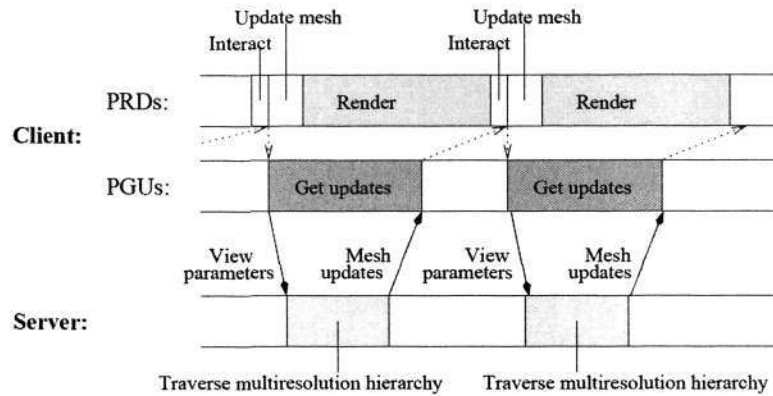 Update mesh
Update mesh
Interact
Interact
PRDs:
Render
Render
Client:
PGUs:
Get updates
Get updates
View
parameters
Mesh
updates
View
parameters
Mesh
updates
Server:
Traverse multiresolution hierarchy
Traverse multiresolution hierarchy